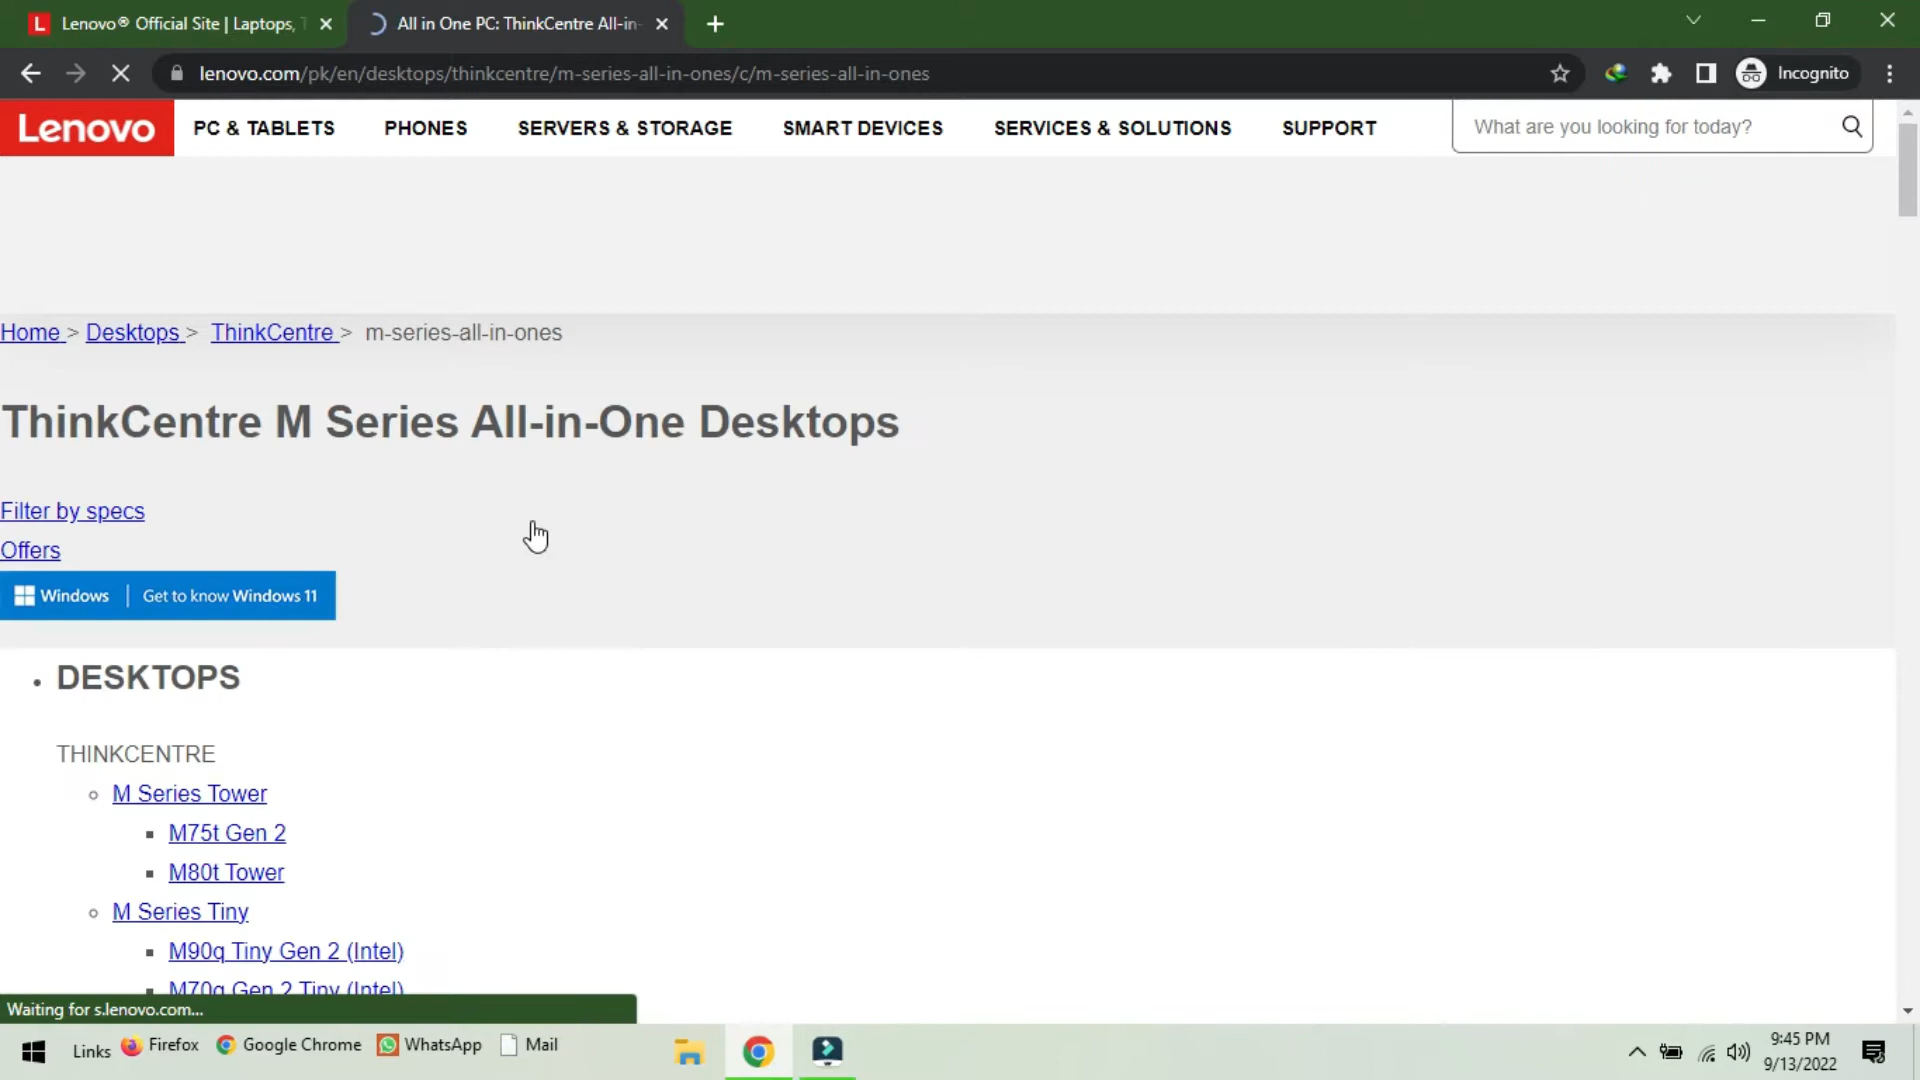 Lenovo® Official Site | Laptops,
All in One PC: ThinkCentre All-in-
lenovo.com/pk/en/desktops/thinkcentre/m-series-all-in-ones/c/m-series-all-in-ones
Incognito
Lenovo
PC & TABLETS
PHONES
SERVERS & STORAGE
SMART DEVICES
SERVICES & SOLUTIONS
SUPPORT
What are you looking for today?
Home > Desktops > ThinkCentre > m-series-all-in-ones
ThinkCentre M Series All-in-One Desktops
Filter by specs
Offers
Windows | Get to know Windows 11
DESKTOPS
THINKCENTRE
M Series Tower
M75t Gen 2
M80t Tower
M Series Tiny
M90q Tiny Gen 2 (Intel)
M70q Gen 2 Tiny (Intel)
Waiting for s.lenovo.com...
Links
Firefox
Google Chrome
WhatsApp
Mail
9:45 PM
9/13/2022